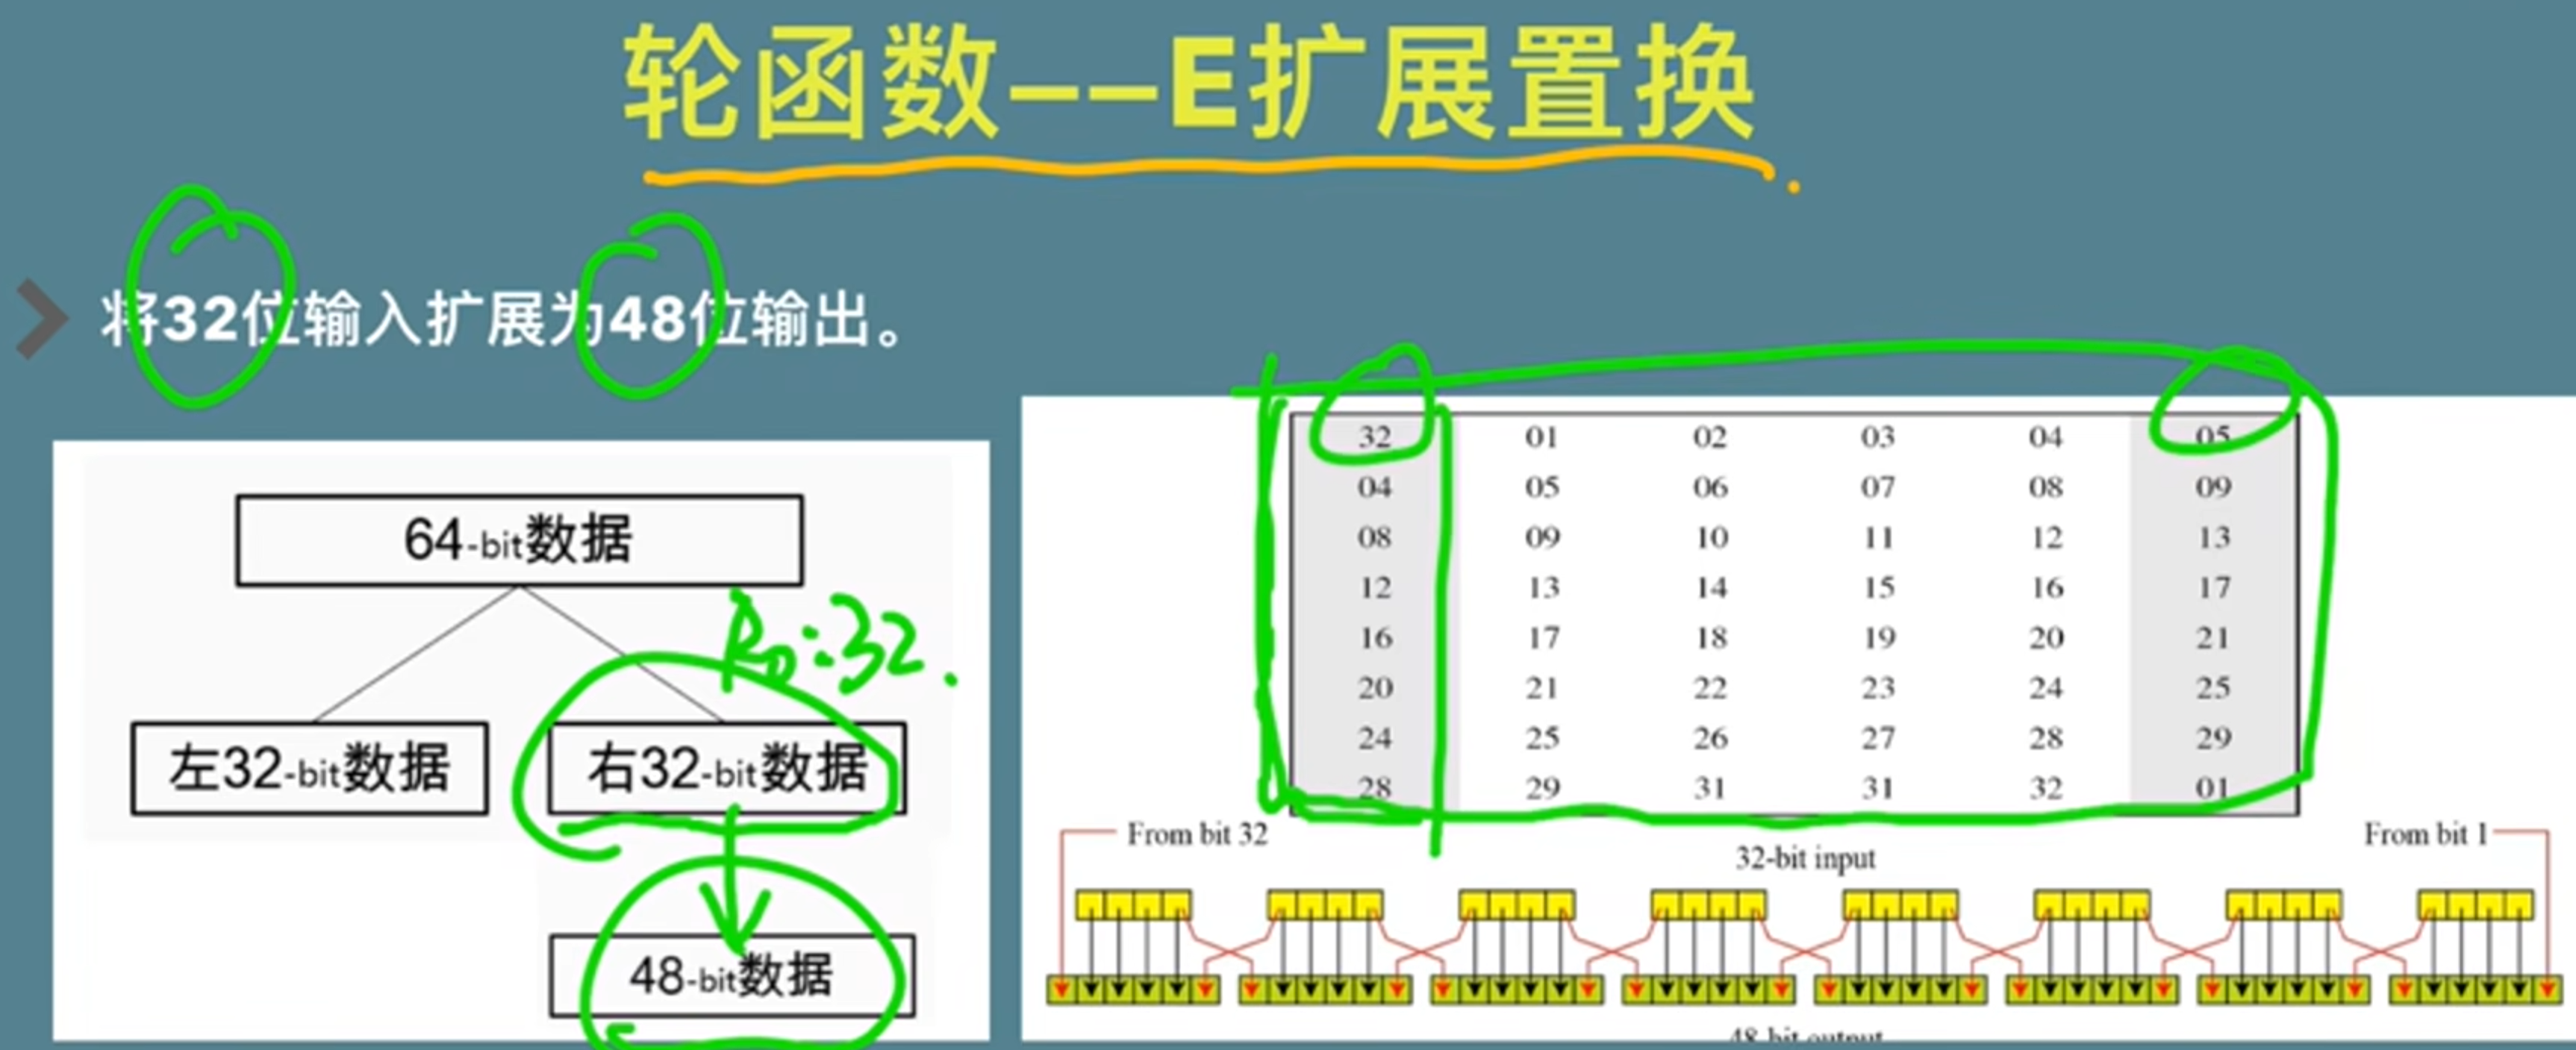 轮函数——E扩展置换
将32位输入扩展为48位输出。
64-bit数据
R₀:32.
左32-bit数据
右32-bit数据
48-bit数据
32 01 02 03 04 05
04 05 06 07 08 09
08 09 10 11 12 13
12 13 14 15 16 17
16 17 18 19 20 21
20 21 22 23 24 25
24 25 26 27 28 29
28 29 31 31 32 01
From bit 32
32-bit input
From bit 1
48-bit output